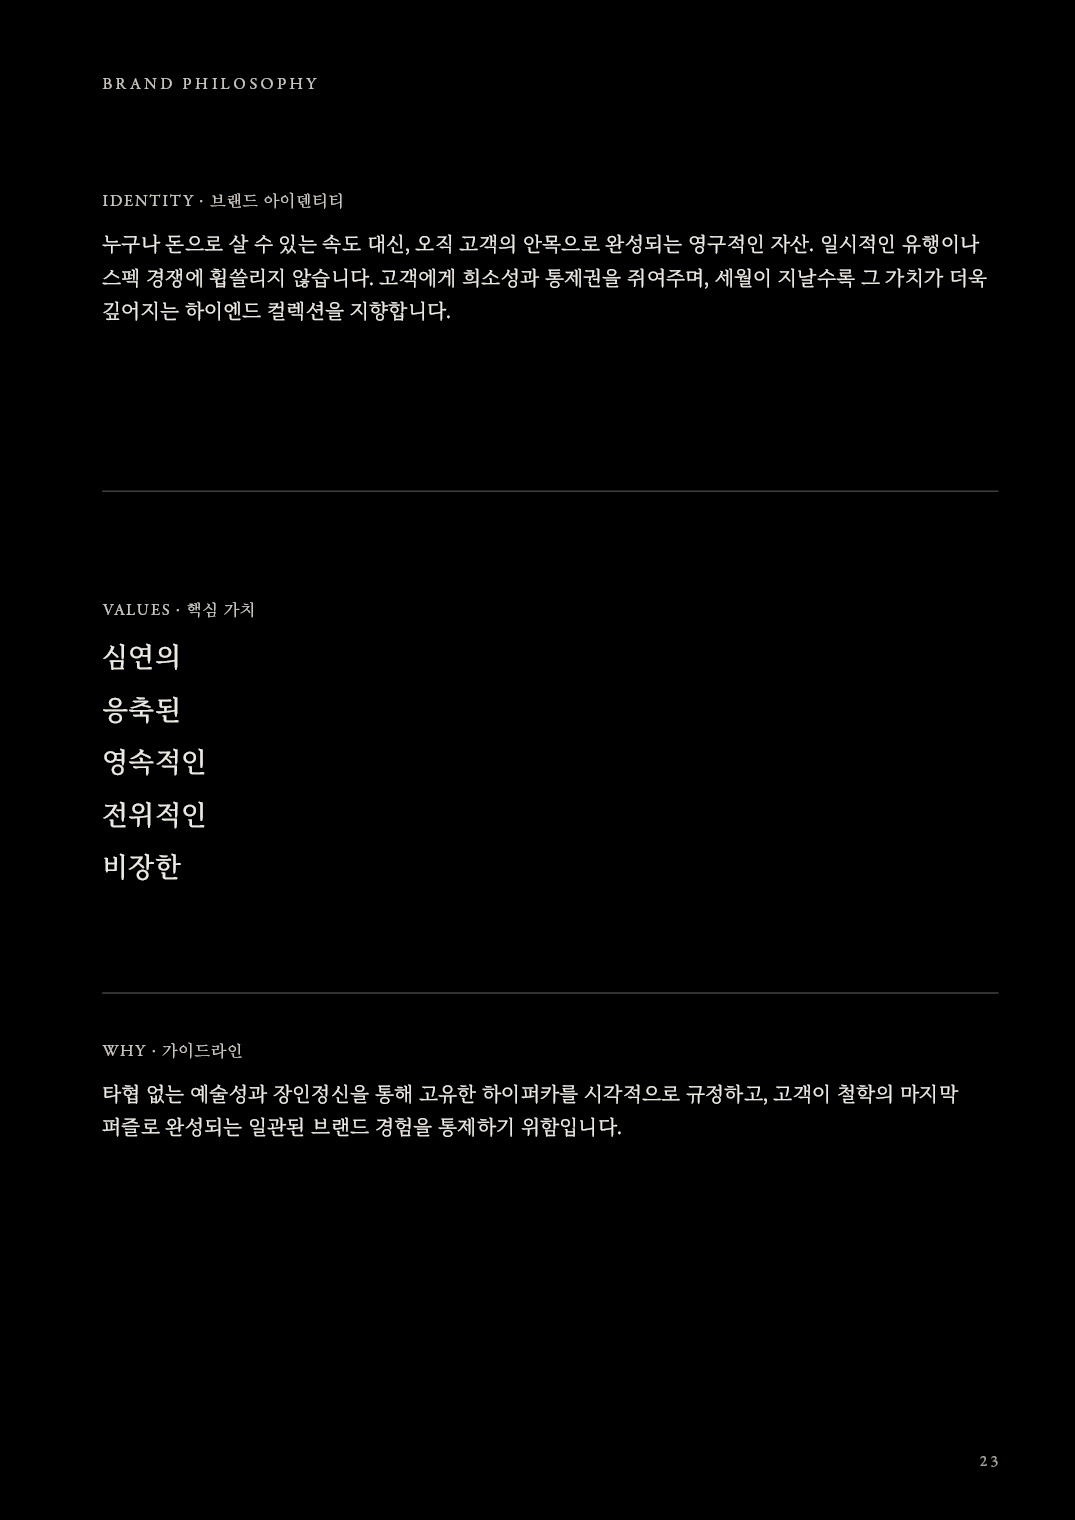 BRAND PHILOSOPHY
IDENTITY · 브랜드 아이덴티티
누구나 돈으로 살 수 있는 속도 대신, 오직 고객의 안목으로 완성되는 영구적인 자산. 일시적인 유행이나
스펙 경쟁에 휩쓸리지 않습니다. 고객에게 희소성과 통제권을 쥐여주며, 세월이 지날수록 그 가치가 더욱
깊어지는 하이엔드 컬렉션을 지향합니다.
VALUES · 핵심 가치
심연의
응축된
영속적인
전위적인
비장한
WHY · 가이드라인
타협 없는 예술성과 장인정신을 통해 고유한 하이퍼카를 시각적으로 규정하고, 고객이 철학의 마지막
퍼즐로 완성되는 일관된 브랜드 경험을 통제하기 위함입니다.
23